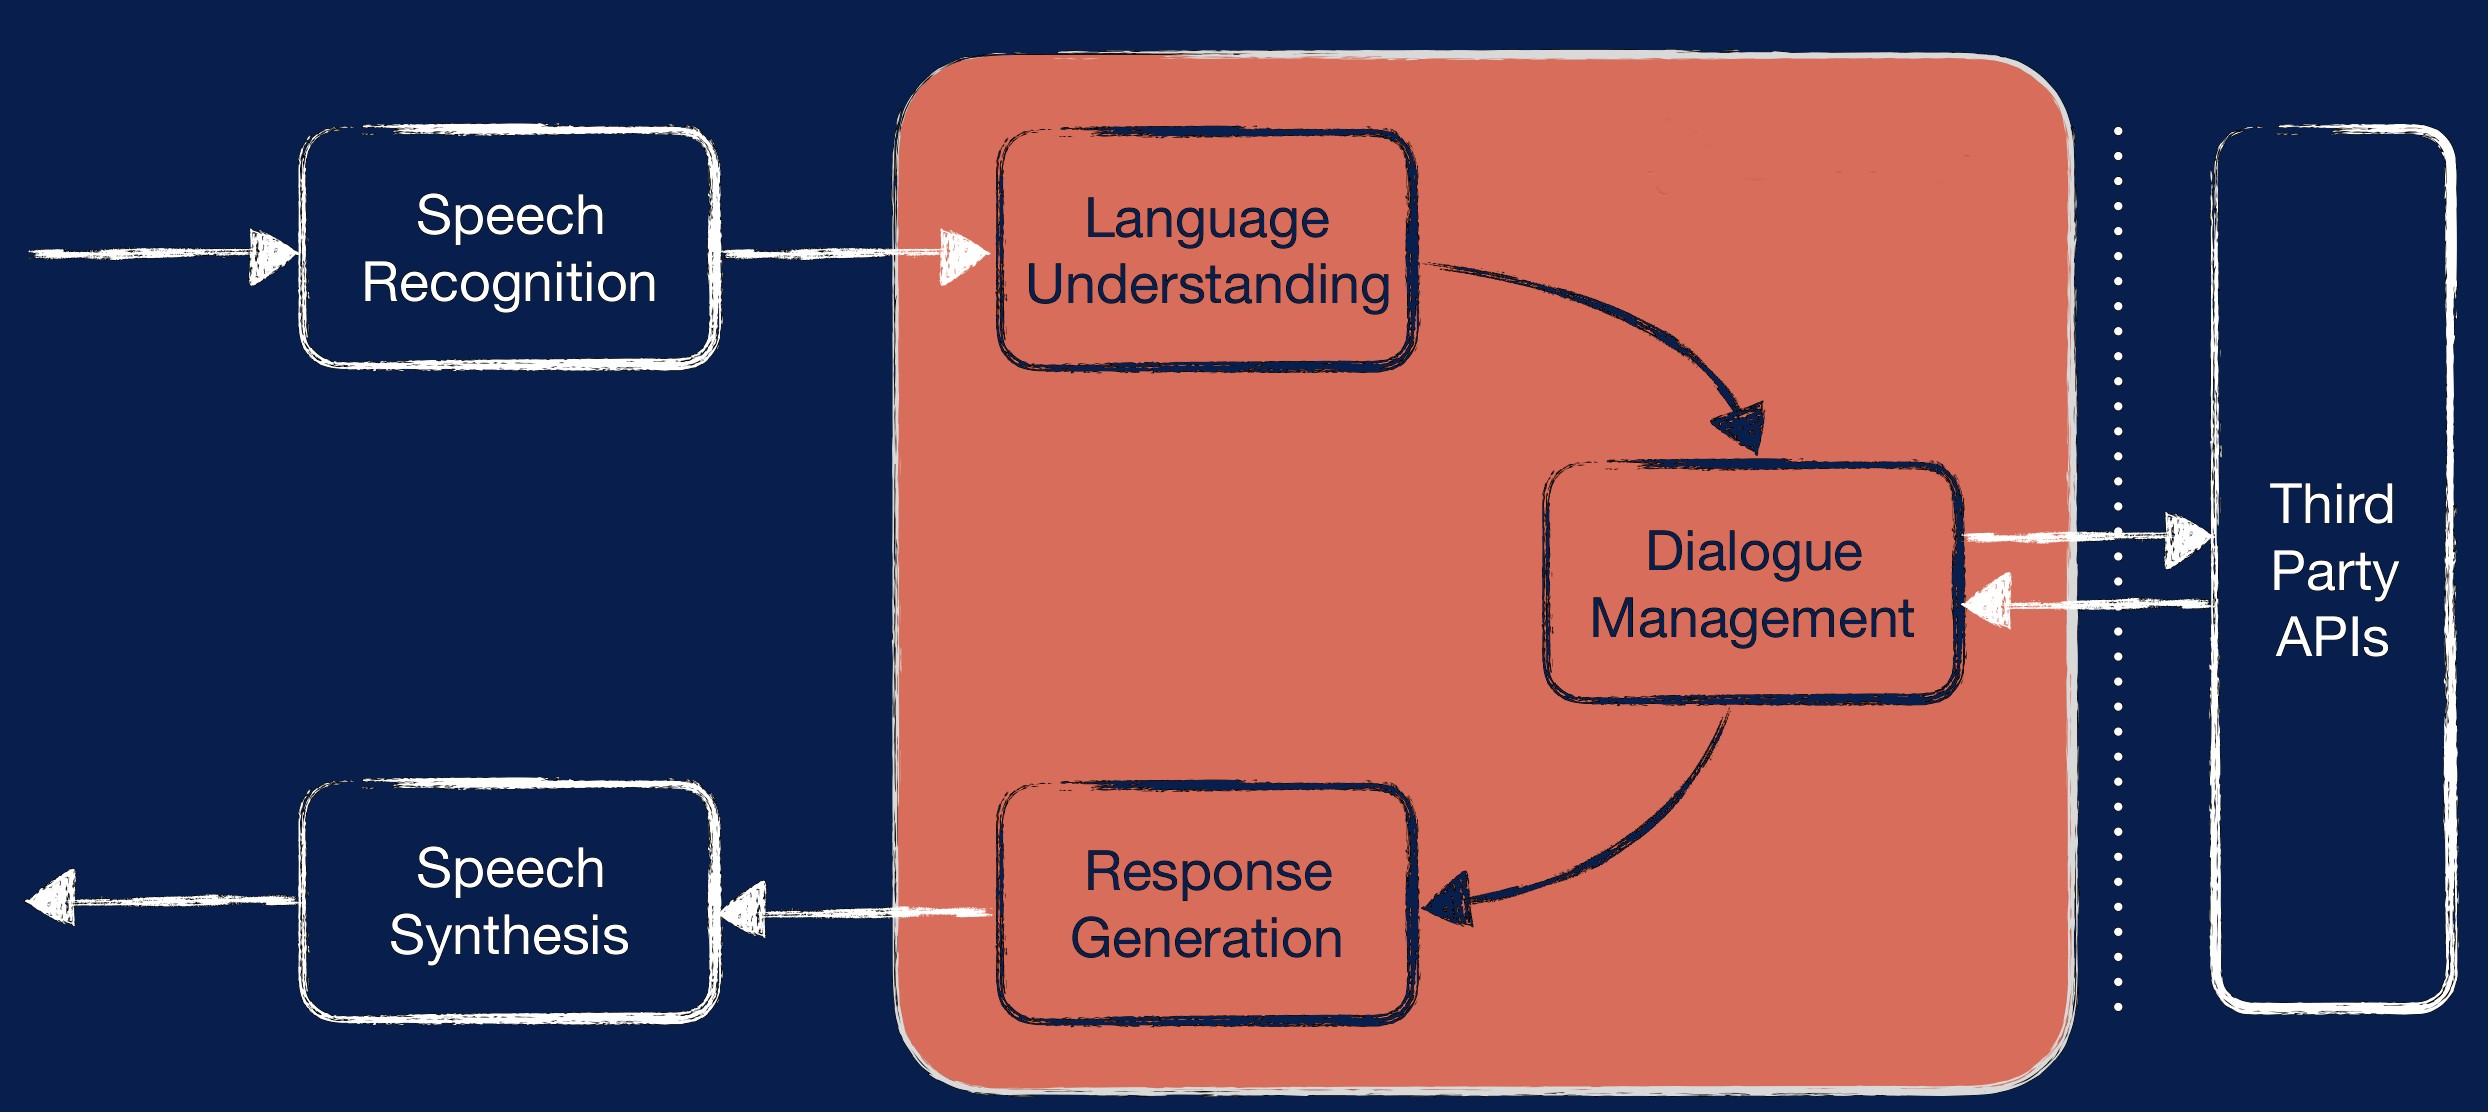 Speech
Recognition
Language
Understanding
Dialogue
Management
Third
Party
APIs
Speech
Synthesis
Response
Generation